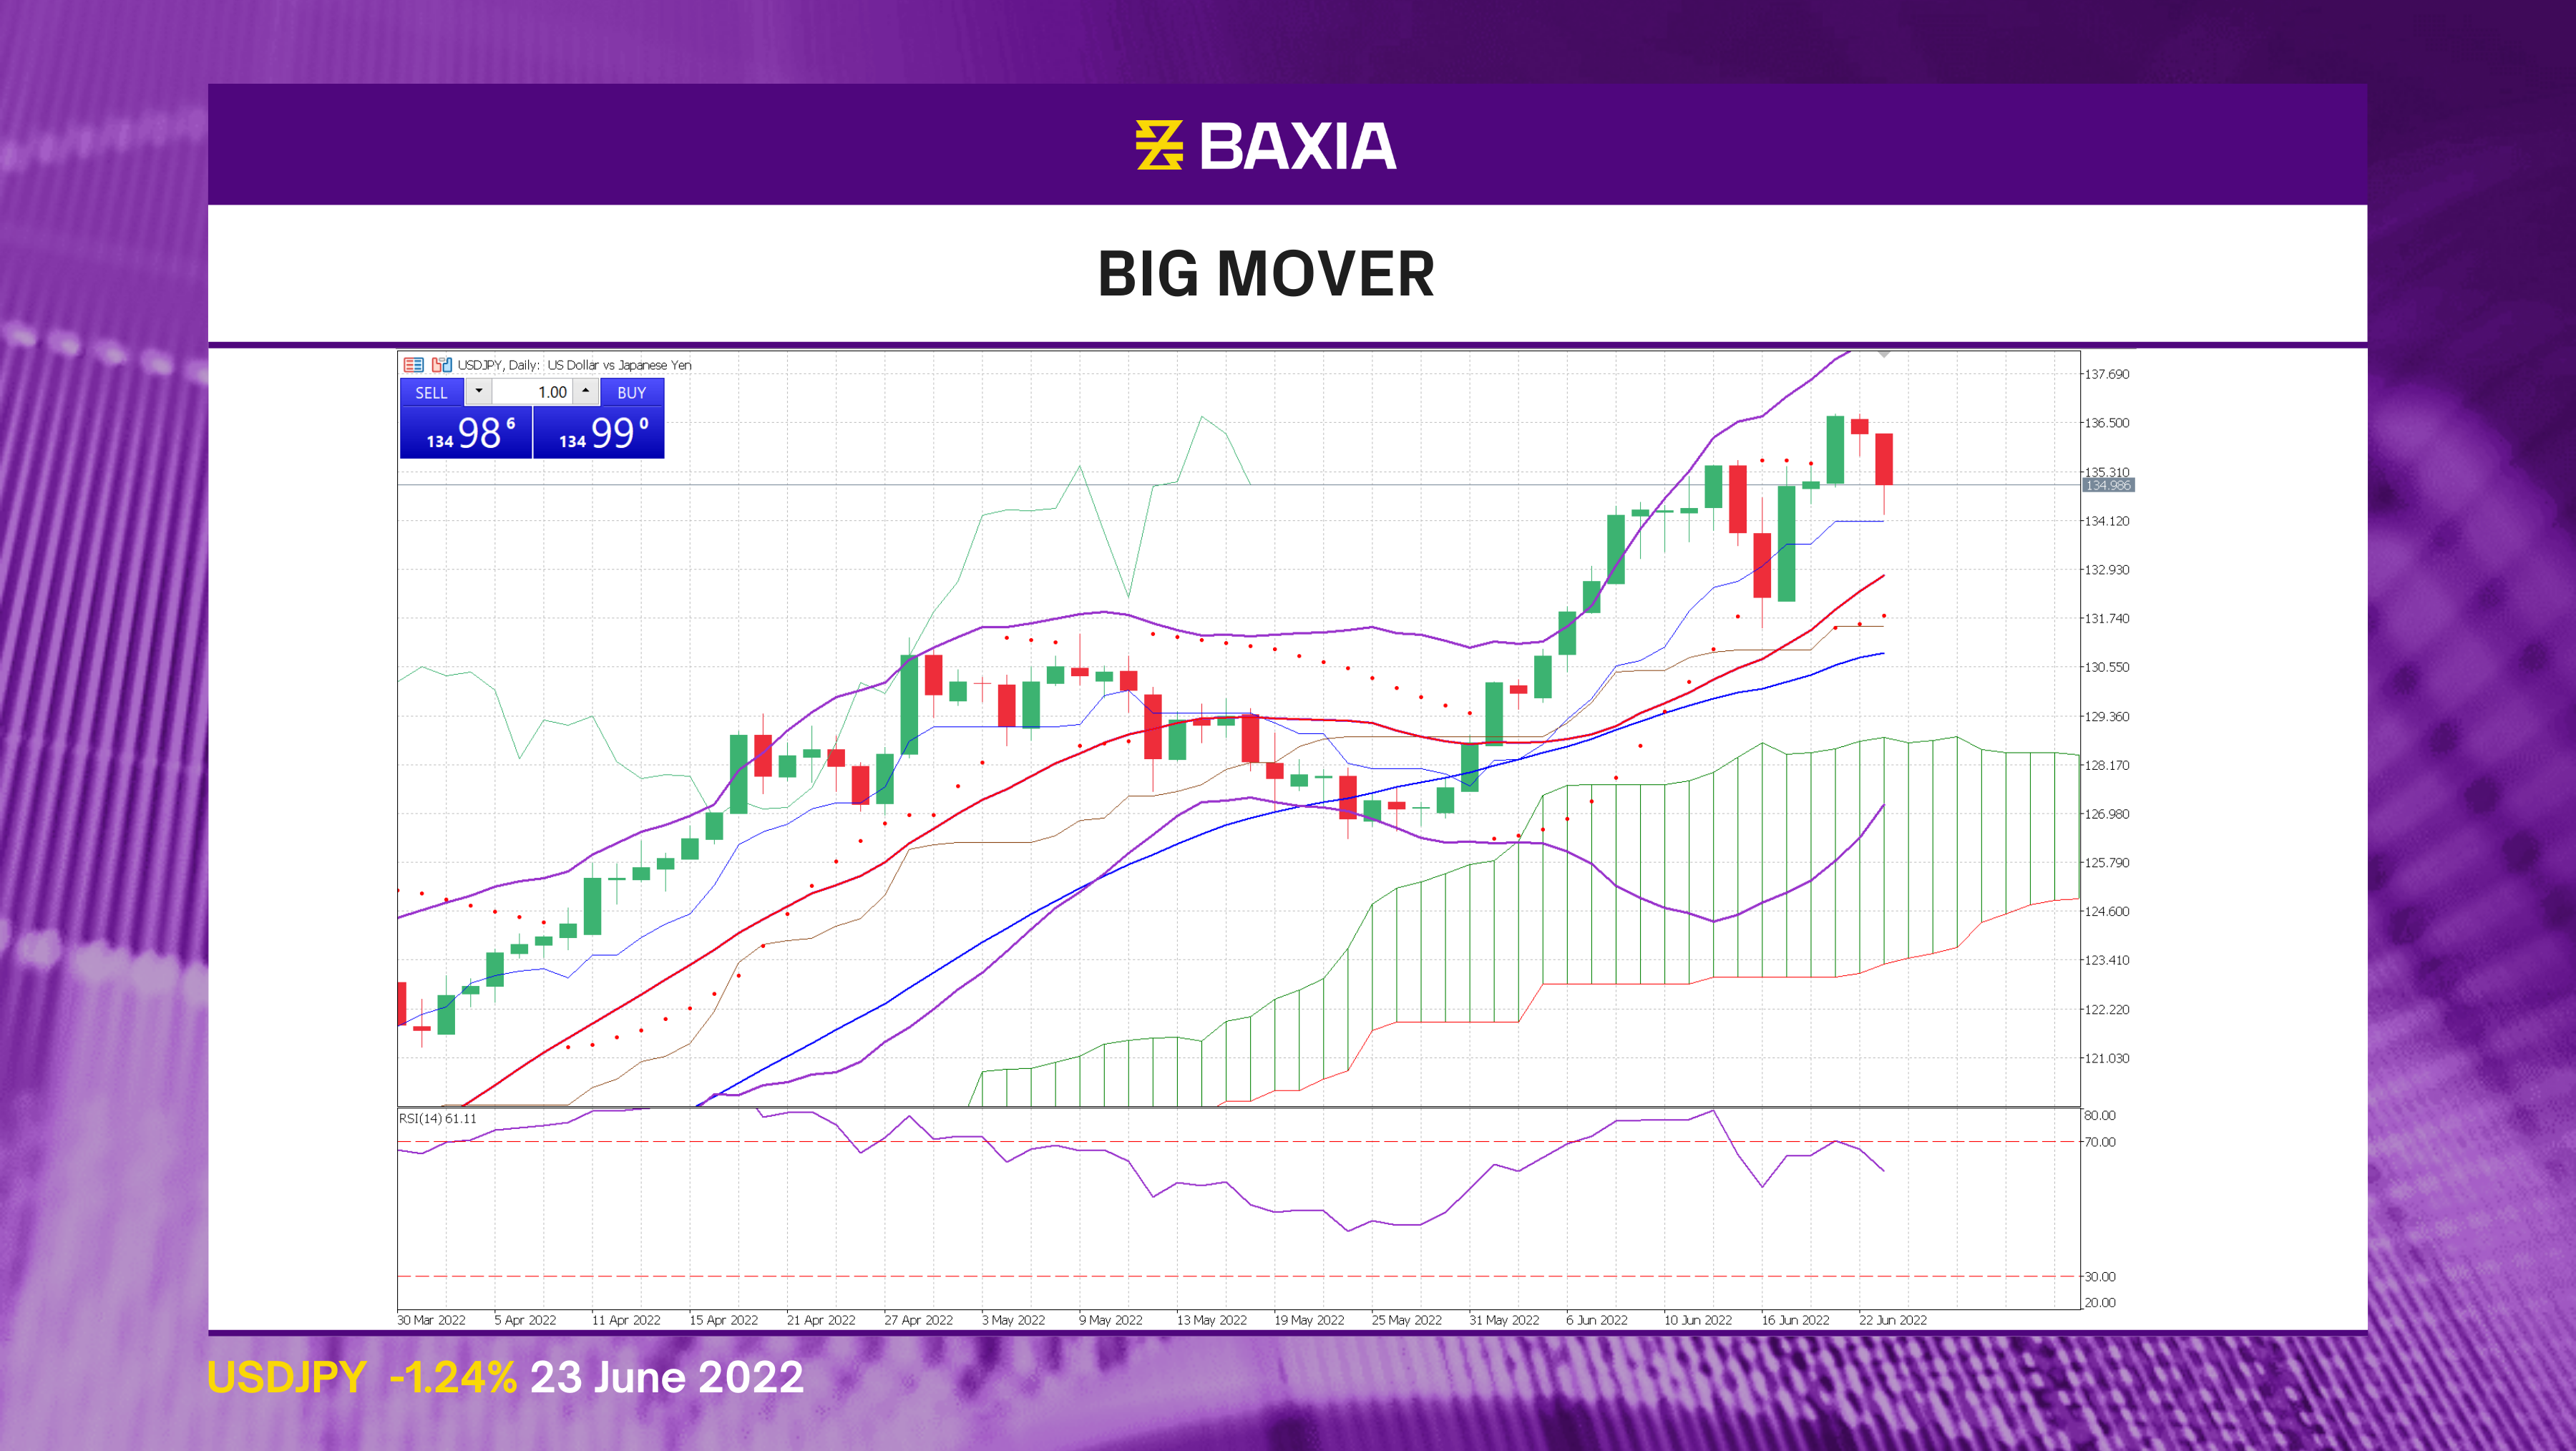 BAXIA
BIG MOVER
USDJPY, Daily: US Dollar vs Japanese Yen
SELL 1.00 BUY
134 98 6 134 99 0
137.690
136.500
135.310
134.986
134.120
132.930
131.740
130.550
129.360
128.170
126.980
125.790
124.600
123.410
122.220
121.030
RSI(14) 61.11
80.00
70.00
30.00
20.00
30 Mar 2022 5 Apr 2022 11 Apr 2022 15 Apr 2022 21 Apr 2022 27 Apr 2022 3 May 2022 9 May 2022 13 May 2022 19 May 2022 25 May 2022 31 May 2022 6 Jun 2022 10 Jun 2022 16 Jun 2022 22 Jun 2022
USDJPY -1.24% 23 June 2022